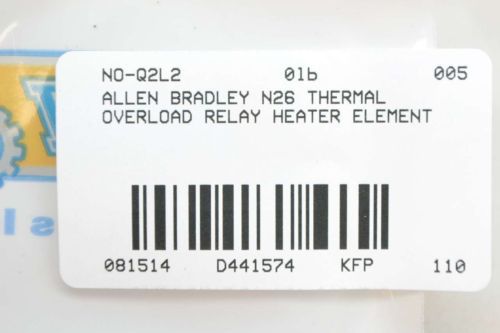 NO-Q2L2 01b 005
ALLEN BRADLEY N26 THERMAL
OVERLOAD RELAY HEATER ELEMENT
081514 D441574 KFP 110